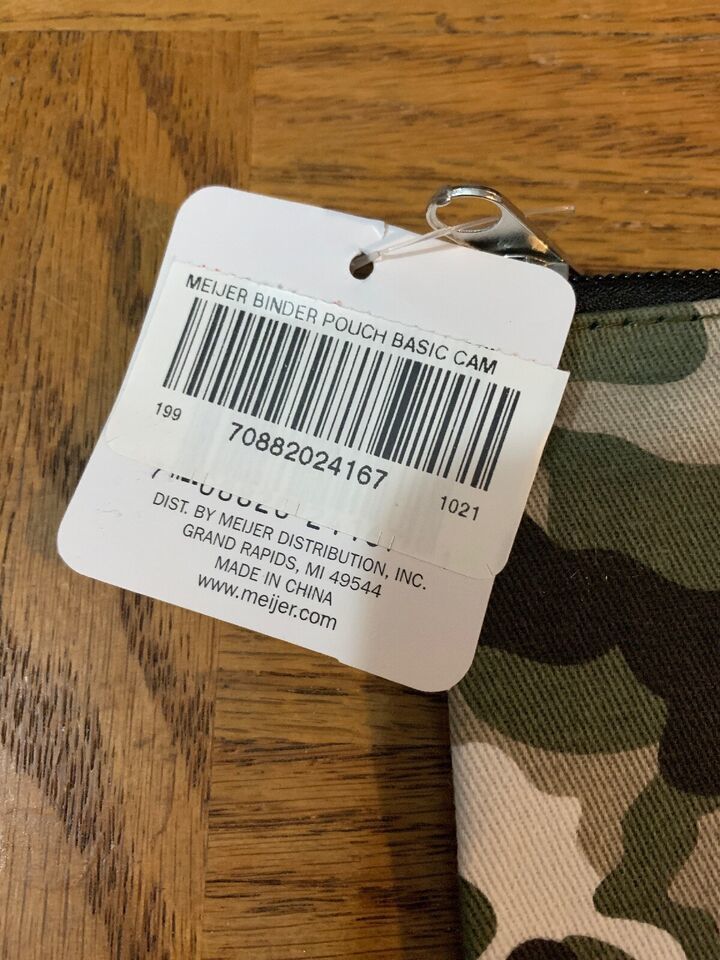 MEIJER BINDER POUCH BASIC CAM
199
70882024167
1021
DIST. BY MEIJER DISTRIBUTION, INC.
GRAND RAPIDS, MI 49544
MADE IN CHINA
www.meijer.com